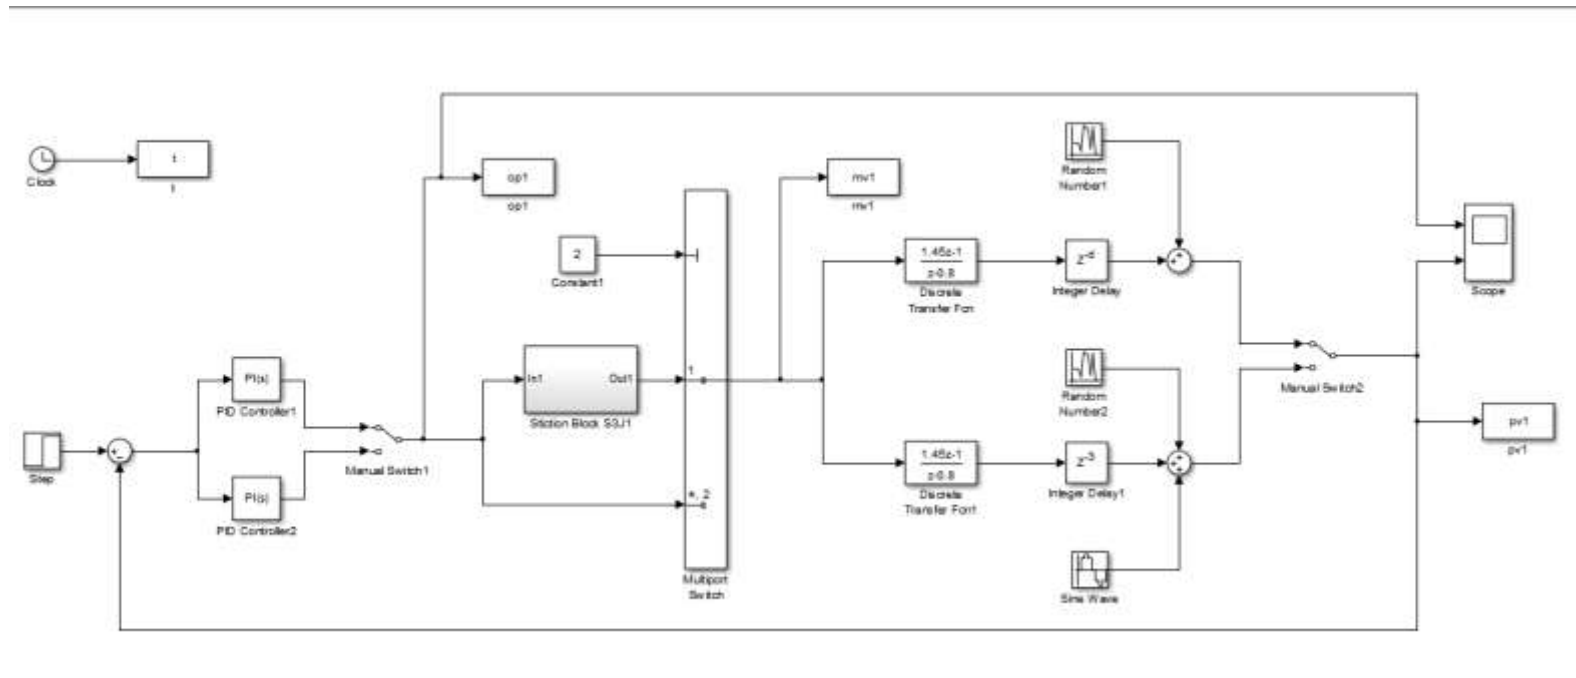 t
Clock
t
op1
op1
mv1
mv1
Random
Number1
2
Constant1
1.45z-1
z-0.8
Discrete
Transfer Fcn
Integer Delay
+
+
Scope
PI(s)
PID Controller1
In1
Out1
Stiction Block S3J1
1
Manual Switch2
Random
Number2
pv1
pv1
Step
+
-
Manual Switch1
1.45z-1
z-0.8
Discrete
Transfer Fcn1
z-3
Integer Delay1
+
+
+
PI(s)
PID Controller2
*, 2
Multiport
Switch
Sine Wave